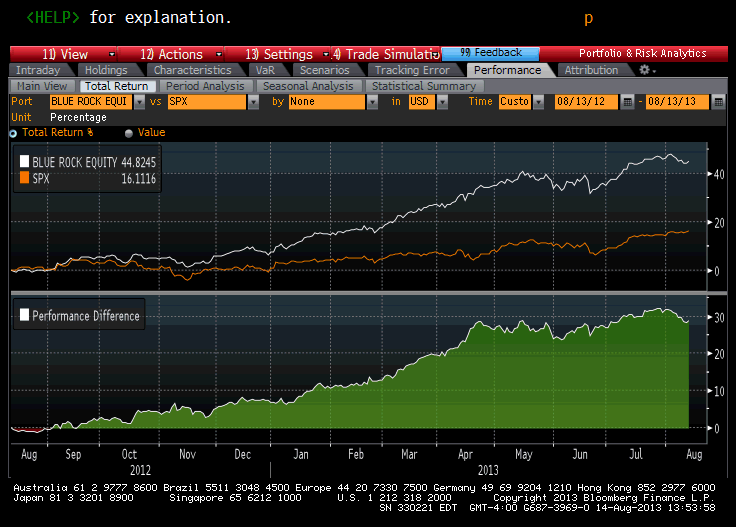 <HELP> for explanation. p
11) View 12) Actions 13) Settings 4) Trade Simulatio 99) Feedback Portfolio & Risk Analytics
Intraday Holdings Characteristics VaR Scenarios Tracking Error Performance Attribution
Main View Total Return Period Analysis Seasonal Analysis Statistical Summary
Port BLUE ROCK EQUI vs SPX by None in USD Time Custo 08/13/12 - 08/13/13
Unit Percentage
Total Return % Value
BLUE ROCK EQUITY 44.8245
SPX 16.1116
40
20
0
Performance Difference
30
20
10
0
Aug Sep Oct Nov Dec Jan Feb Mar Apr May Jun Jul Aug
2012 2013
Australia 61 2 9777 8600 Brazil 5511 3048 4500 Europe 44 20 7330 7500 Germany 49 69 9204 1210 Hong Kong 852 2977 6000
Japan 81 3 3201 8900 Singapore 65 6212 1000 U.S. 1 212 318 2000 Copyright 2013 Bloomberg Finance L.P.
SN 330221 EDT GMT-4:00 G687-3969-0 14-Aug-2013 13:53:58